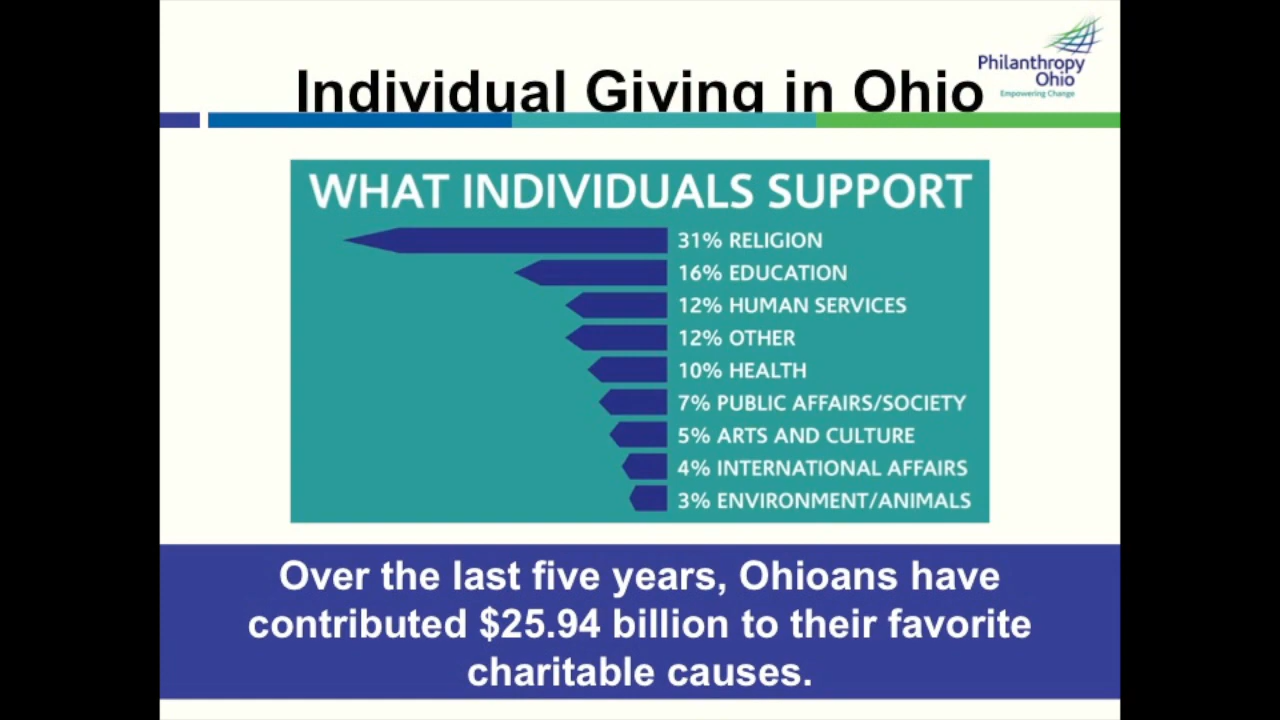 Philanthropy
Ohio
Empowering Change
Individual Giving in Ohio
WHAT INDIVIDUALS SUPPORT
31% RELIGION
16% EDUCATION
12% HUMAN SERVICES
12% OTHER
10% HEALTH
7% PUBLIC AFFAIRS/SOCIETY
5% ARTS AND CULTURE
4% INTERNATIONAL AFFAIRS
3% ENVIRONMENT/ANIMALS
Over the last five years, Ohioans have
contributed $25.94 billion to their favorite
charitable causes.